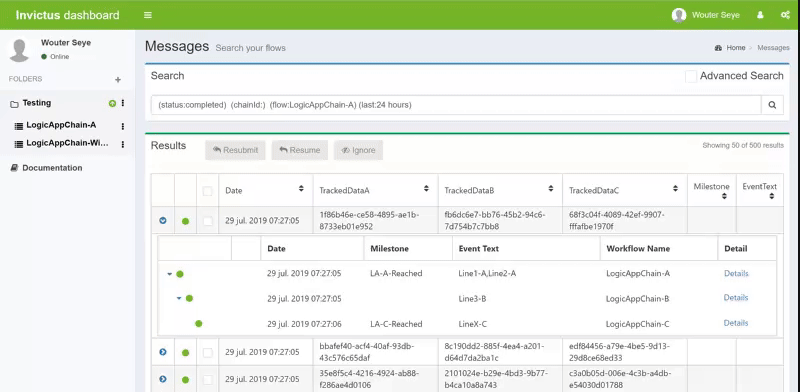 Invictus dashboard
Wouter Seye
Wouter Seye
Online
FOLDERS
Testing
LogicAppChain-A
LogicAppChain-Wi...
Documentation
Messages Search your flows
Home > Messages
Search
Advanced Search
(status:completed) (chainId:) (flow:LogicAppChain-A) (last:24 hours)
Results
Resubmit
Resume
Ignore
Showing 50 of 500 results
Date TrackedDataA TrackedDataB TrackedDataC Milestone EventText
29 jul. 2019 07:27:05
1f86b46e-ce58-4895-ae1b-
8733eb01e952
fb6dc6e7-bb76-45b2-94c6-
7d754b7c7bb8
68f3c04f-4089-42ef-9907-
fffafbe1970f
Date Milestone Event Text Workflow Name Detail
29 jul. 2019 07:27:05 LA-A-Reached Line1-A,Line2-A LogicAppChain-A Details
29 jul. 2019 07:27:05 Line3-B LogicAppChain-B Details
29 jul. 2019 07:27:06 LA-C-Reached LineX-C LogicAppChain-C Details
29 jul. 2019 07:27:05
bbafef40-acf4-40af-93db-
43c576c65daf
8c190dd2-885f-4ea4-a201-
d64d7da2ba1c
edf84456-a79e-4be5-9d13-
29d8ce68ed33
29 jul. 2019 07:27:05
35e8f5c4-4216-4924-ab88-
f286ae4d0106
2101024e-b29e-4bd3-9b77-
b4ca10a8a743
c3a0b05d-006e-4c3b-a4db-
e54030d01788